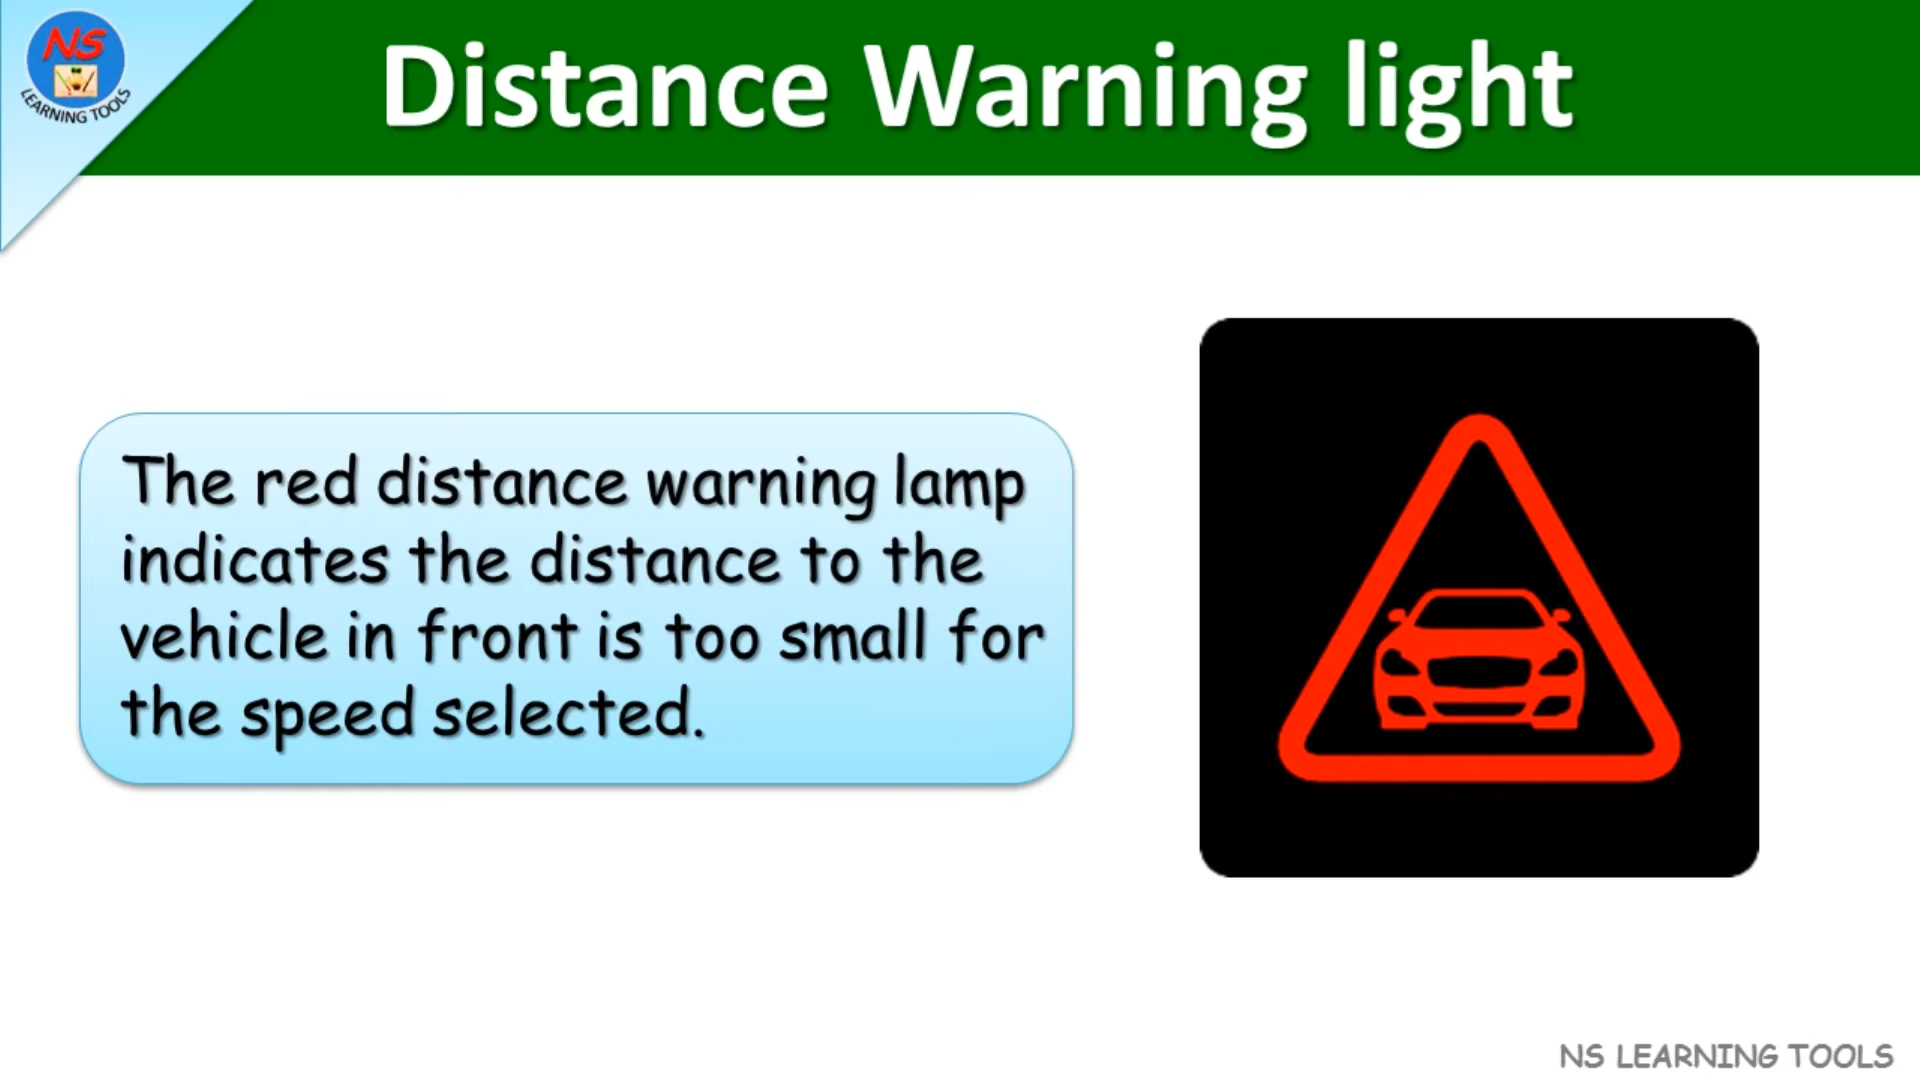 NS
LEARNING TOOLS
Distance Warning light
The red distance warning lamp
indicates the distance to the
vehicle in front is too small for
the speed selected.
NS LEARNING TOOLS